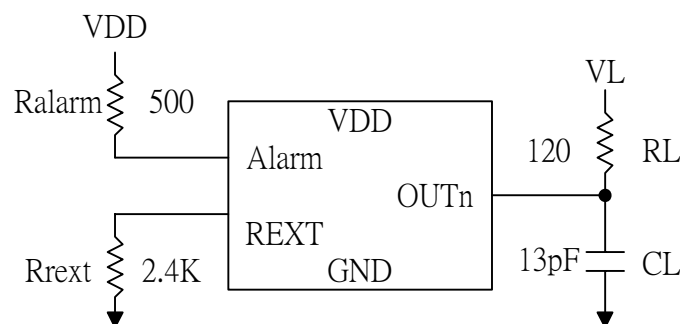 VDD
Ralarm 500
VL
VDD
Alarm
120 RL
OUTn
REXT
Rrext 2.4K
GND
13pF CL